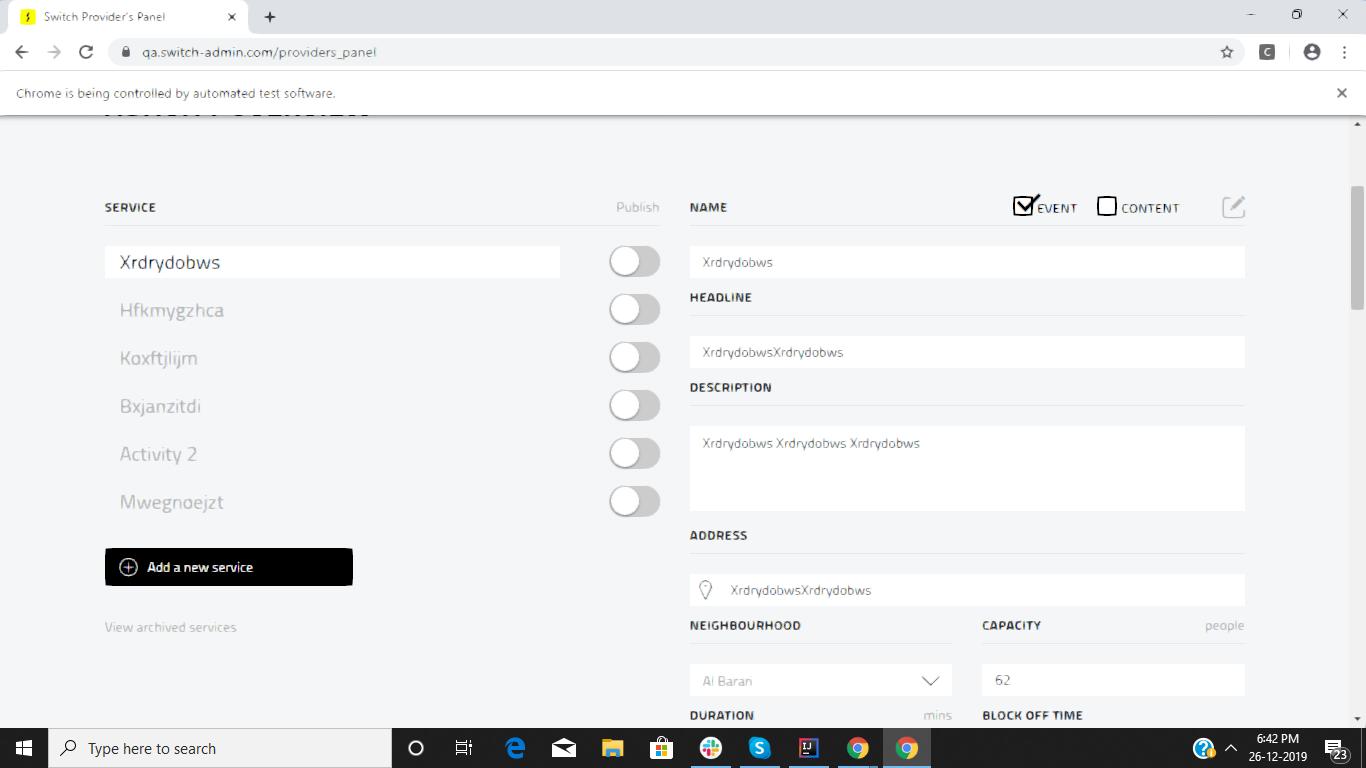 Switch Provider's Panel
qa.switch-admin.com/providers_panel
C
Chrome is being controlled by automated test software.
SERVICE
Publish
Xrdrydobws
Hfkmygzhca
Koxftjlijm
Bxjanzitdi
Activity 2
Mwegnoejzt
Add a new service
View archived services
NAME
EVENT
CONTENT
Xrdrydobws
HEADLINE
XrdrydobwsXrdrydobws
DESCRIPTION
Xrdrydobws Xrdrydobws Xrdrydobws
ADDRESS
XrdrydobwsXrdrydobws
NEIGHBOURHOOD
CAPACITY
people
Al Baran
62
DURATION
mins
BLOCK OFF TIME
Type here to search
6:42 PM
26-12-2019
23